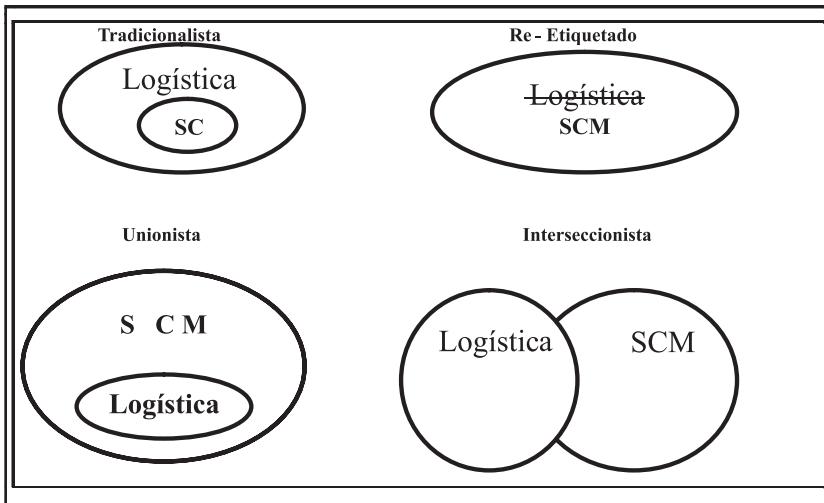 Tradicionalista
Logística
SC
Re - Etiquetado
Logística
SCM
Unionista
S C M
Logística
Interseccionista
Logística
SCM